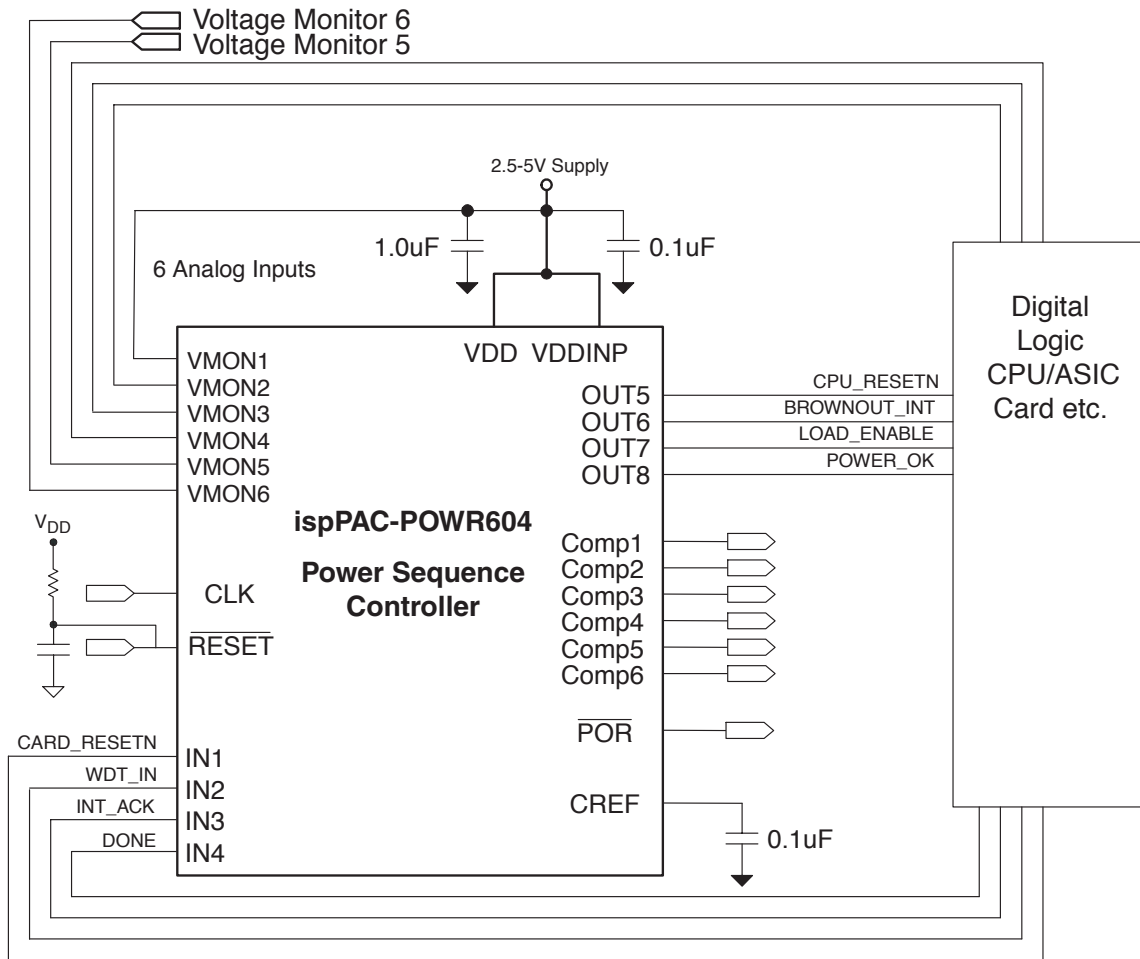 Voltage Monitor 6
Voltage Monitor 5
2.5-5V Supply
1.0uF
0.1uF
6 Analog Inputs
VDD VDDINP
VMON1
VMON2
VMON3
VMON4
VMON5
VMON6
OUT5
OUT6
OUT7
OUT8
CPU_RESETN
BROWNOUT_INT
LOAD_ENABLE
POWER_OK
Digital
Logic
CPU/ASIC
Card etc.
ispPAC-POWR604
Power Sequence
Controller
VDD
CLK
RESET
Comp1
Comp2
Comp3
Comp4
Comp5
Comp6
POR
CARD_RESETN
WDT_IN
INT_ACK
DONE
IN1
IN2
IN3
IN4
CREF
0.1uF